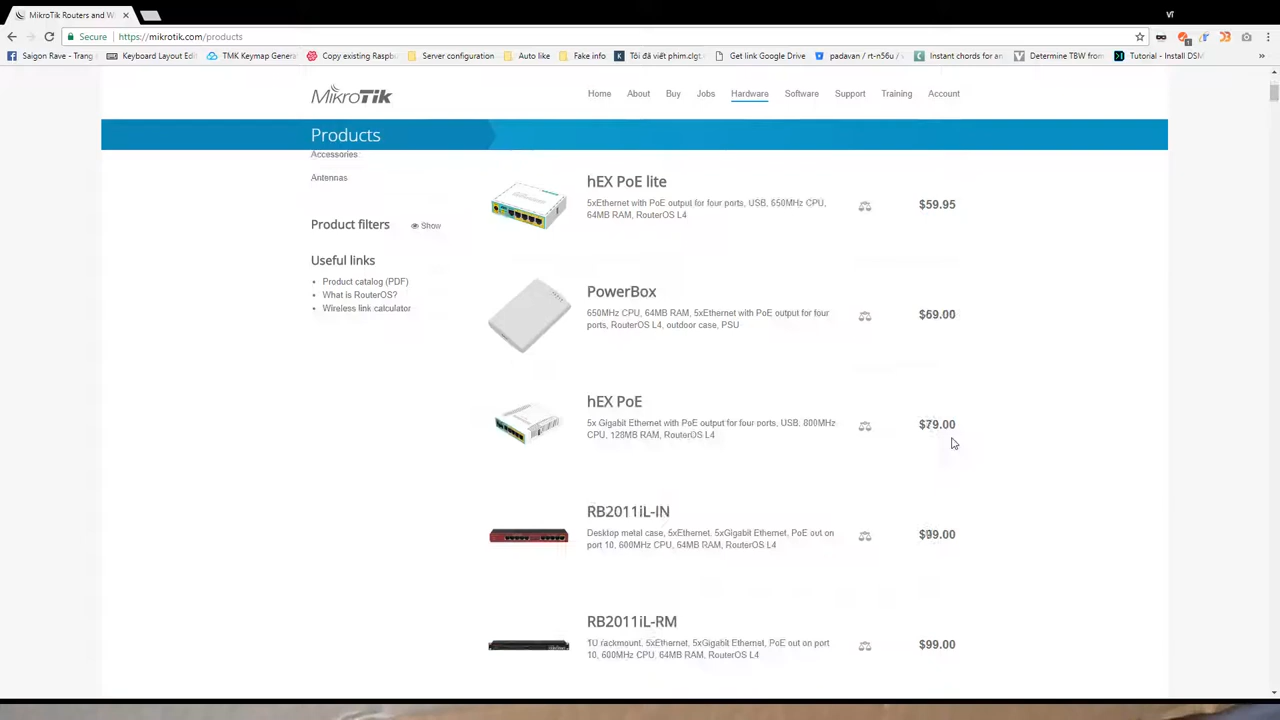 MikroTik Routers and W
VT
Secure
https://mikrotik.com/products
Saigon Rave - Trang
Keyboard Layout Edi
TMK Keymap Genera
Copy existing Raspb
Server configuration
Auto like
Fake info
Tôi đã viết phim.clgt.
Get link Google Drive
padavan / rt-n56u /
Instant chords for an
Determine TBW from
Tutorial - Install DSM
MikroTik
Home
About
Buy
Jobs
Hardware
Software
Support
Training
Account
Products
Accessories
Antennas
Product filters
Show
Useful links
Product catalog (PDF)
What is RouterOS?
Wireless link calculator
hEX PoE lite
5xEthernet with PoE output for four ports, USB, 650MHz CPU,
64MB RAM, RouterOS L4
$59.95
PowerBox
650MHz CPU, 64MB RAM, 5xEthernet with PoE output for four
ports, RouterOS L4, outdoor case, PSU
$69.00
hEX PoE
5x Gigabit Ethernet with PoE output for four ports, USB, 800MHz
CPU, 128MB RAM, RouterOS L4
$79.00
RB2011iL-IN
Desktop metal case, 5xEthernet, 5xGigabit Ethernet, PoE out on
port 10, 600MHz CPU, 64MB RAM, RouterOS L4
$99.00
RB2011iL-RM
1U rackmount, 5xEthernet, 5xGigabit Ethernet, PoE out on port
10, 600MHz CPU, 64MB RAM, RouterOS L4
$99.00